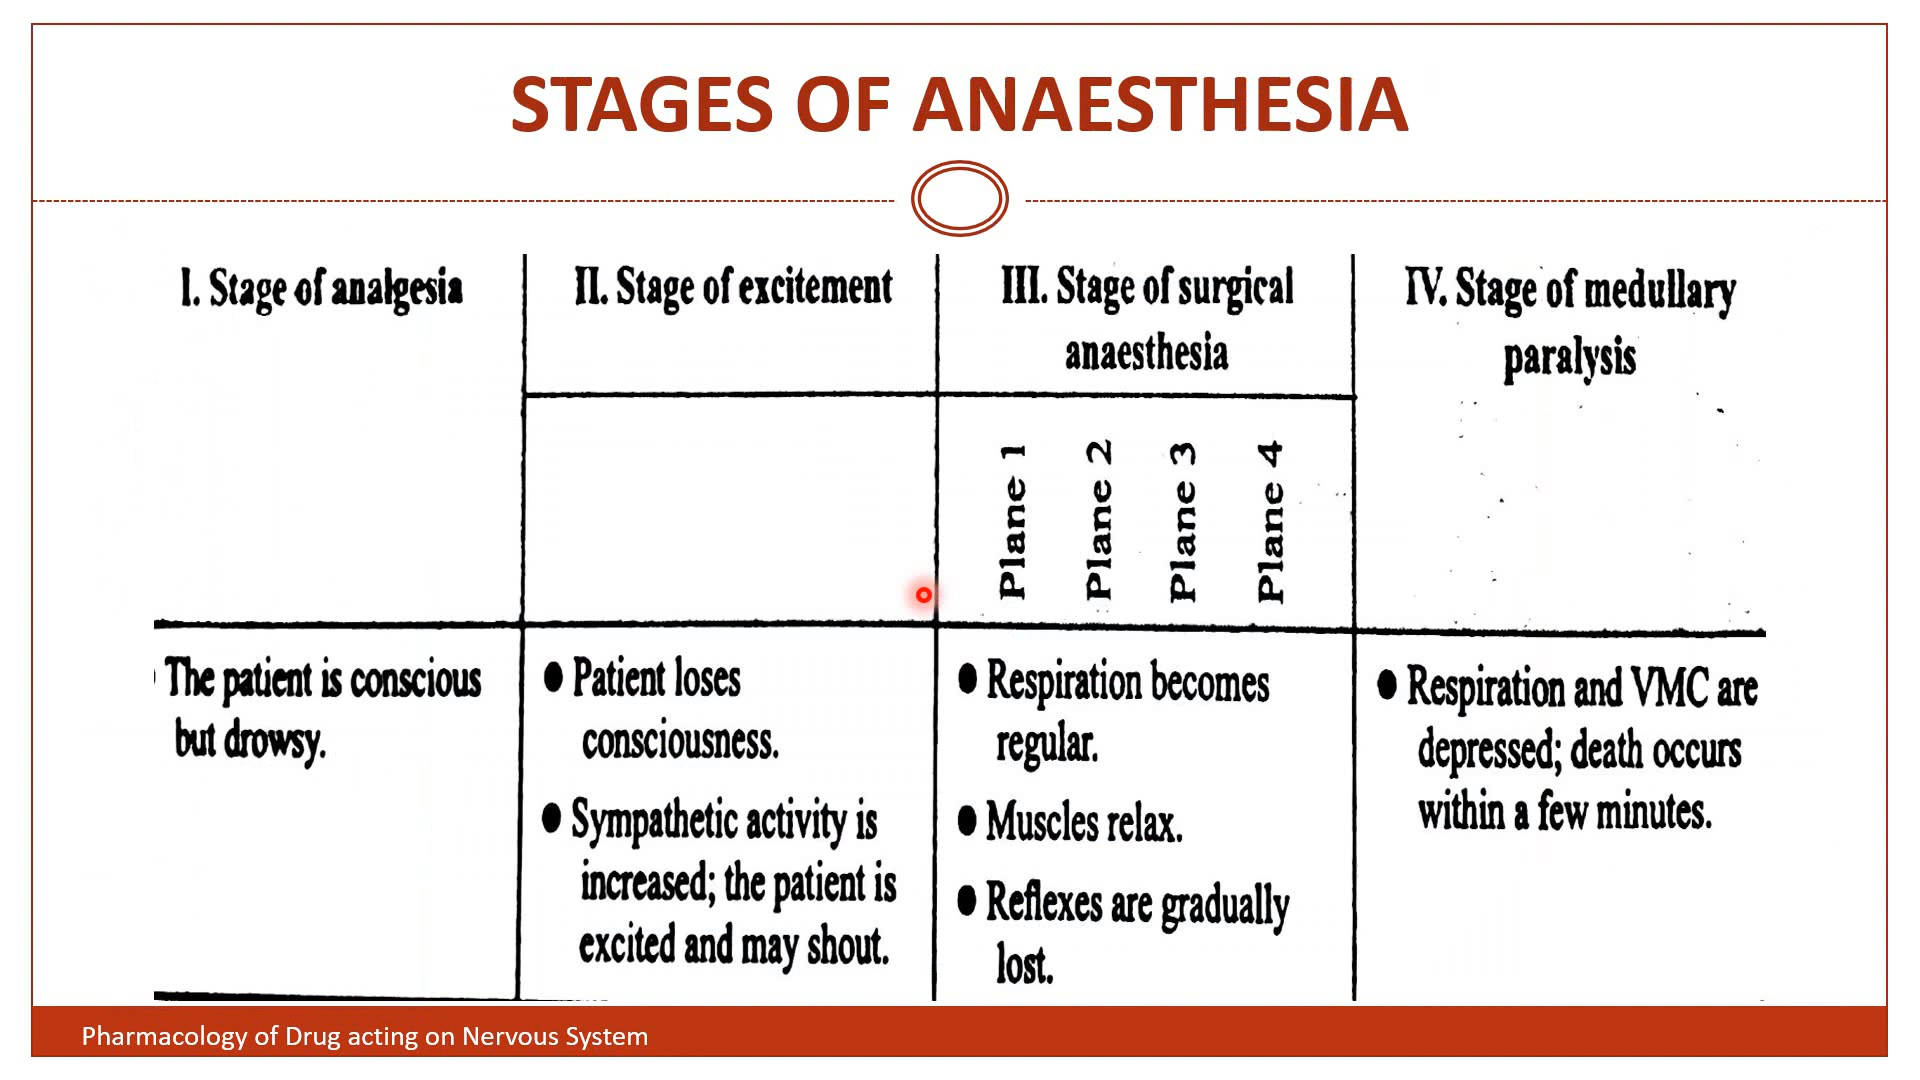 STAGES OF ANAESTHESIA
I. Stage of analgesia
II. Stage of excitement
III. Stage of surgical
anaesthesia
IV. Stage of medullary
paralysis
Plane 1
Plane 2
Plane 3
Plane 4
The patient is conscious
but drowsy.
● Patient loses
consciousness.
● Sympathetic activity is
increased; the patient is
excited and may shout.
● Respiration becomes
regular.
● Muscles relax.
● Reflexes are gradually
lost.
● Respiration and VMC are
depressed; death occurs
within a few minutes.
Pharmacology of Drug acting on Nervous System